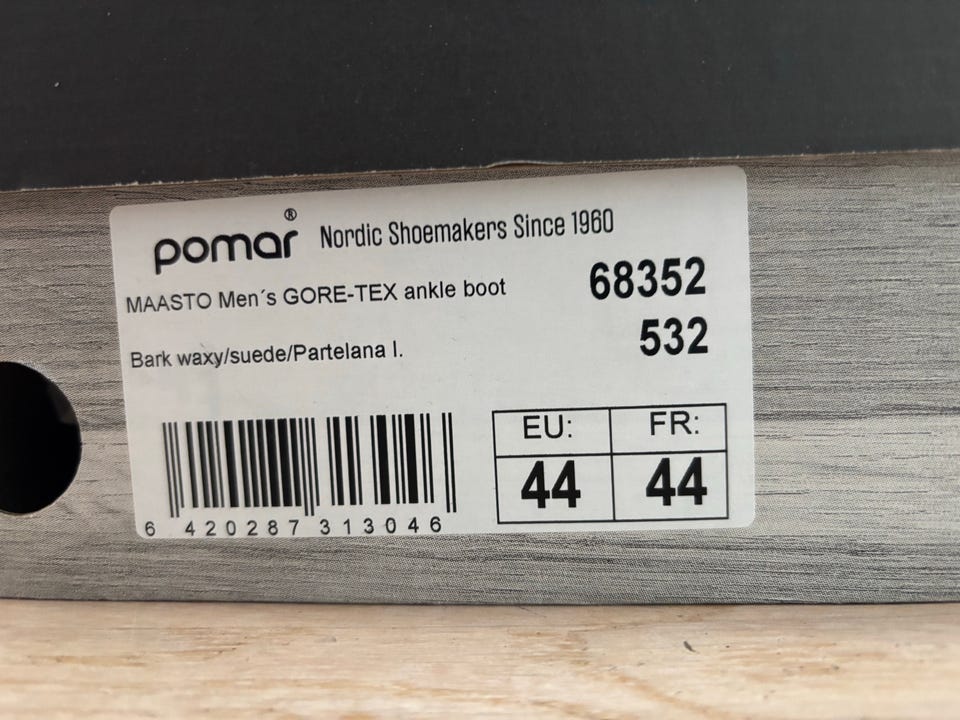 pomar® Nordic Shoemakers Since 1960
MAASTO Men´s GORE-TEX ankle boot 68352
532
Bark waxy/suede/Partelana l.
EU: FR:
44 44
6 420287 313046